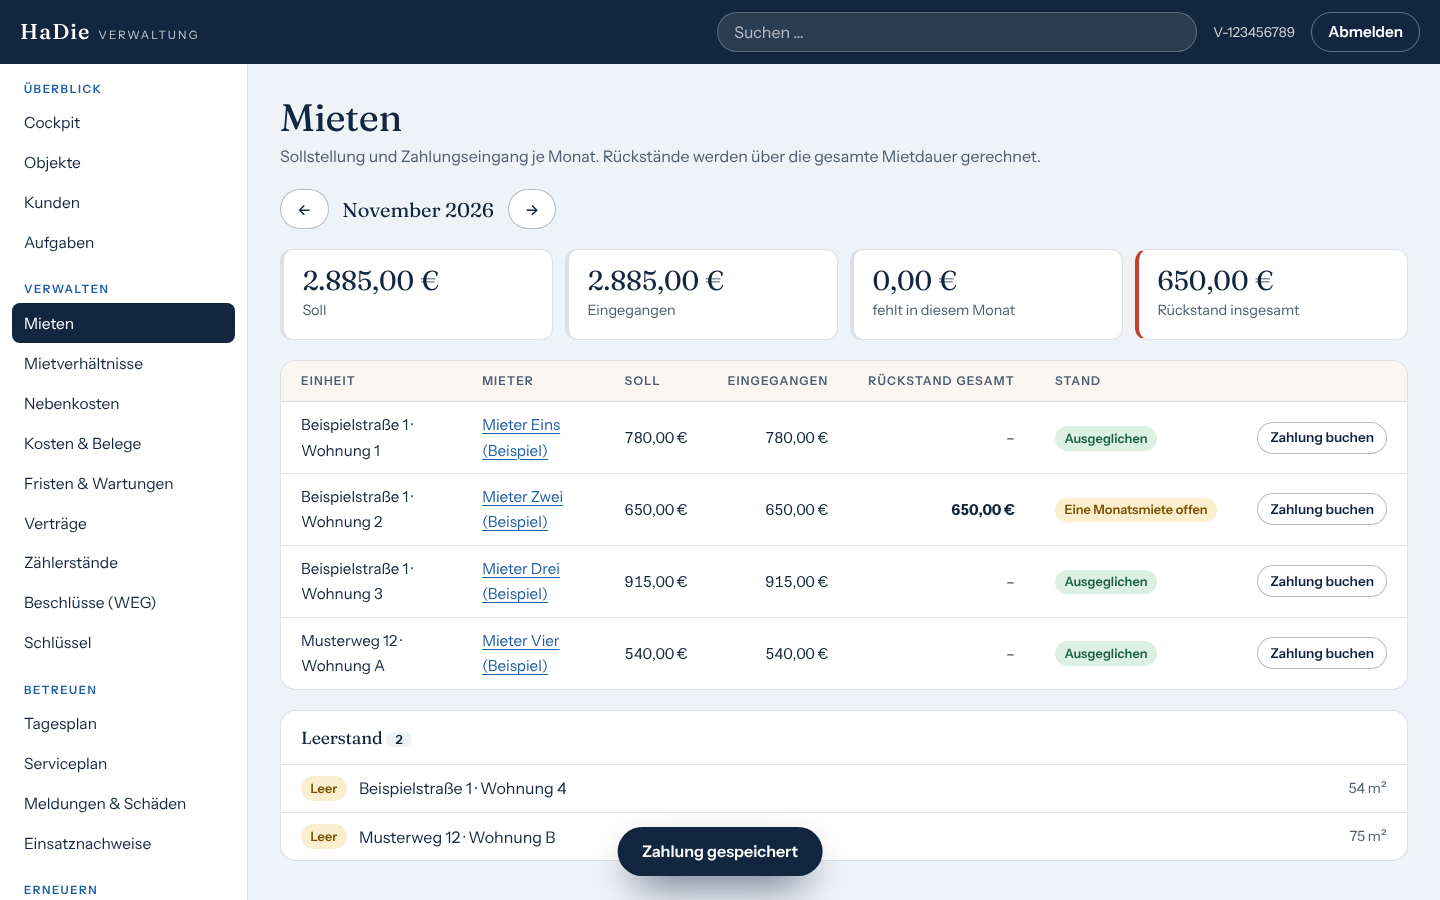 HaDie VERWALTUNG
Suchen ...
V-123456789
Abmelden
ÜBERBLICK
Cockpit
Objekte
Kunden
Aufgaben
VERWALTEN
Mieten
Mietverhältnisse
Nebenkosten
Kosten & Belege
Fristen & Wartungen
Verträge
Zählerstände
Beschlüsse (WEG)
Schlüssel
BETREUEN
Tagesplan
Serviceplan
Meldungen & Schäden
Einsatznachweise
ERNEUERN
Mieten
Sollstellung und Zahlungseingang je Monat. Rückstände werden über die gesamte Mietdauer gerechnet.
← November 2026 →
2.885,00 €
Soll
2.885,00 €
Eingegangen
0,00 €
fehlt in diesem Monat
650,00 €
Rückstand insgesamt
EINHEIT MIETER SOLL EINGEGANGEN RÜCKSTAND GESAMT STAND
Beispielstraße 1 ·
Wohnung 1
Mieter Eins
(Beispiel)
780,00 € 780,00 € – Ausgeglichen Zahlung buchen
Beispielstraße 1 ·
Wohnung 2
Mieter Zwei
(Beispiel)
650,00 € 650,00 € 650,00 € Eine Monatsmiete offen Zahlung buchen
Beispielstraße 1 ·
Wohnung 3
Mieter Drei
(Beispiel)
915,00 € 915,00 € – Ausgeglichen Zahlung buchen
Musterweg 12 ·
Wohnung A
Mieter Vier
(Beispiel)
540,00 € 540,00 € – Ausgeglichen Zahlung buchen
Leerstand 2
Leer Beispielstraße 1 · Wohnung 4 54 m²
Leer Musterweg 12 · Wohnung B 75 m²
Zahlung gespeichert